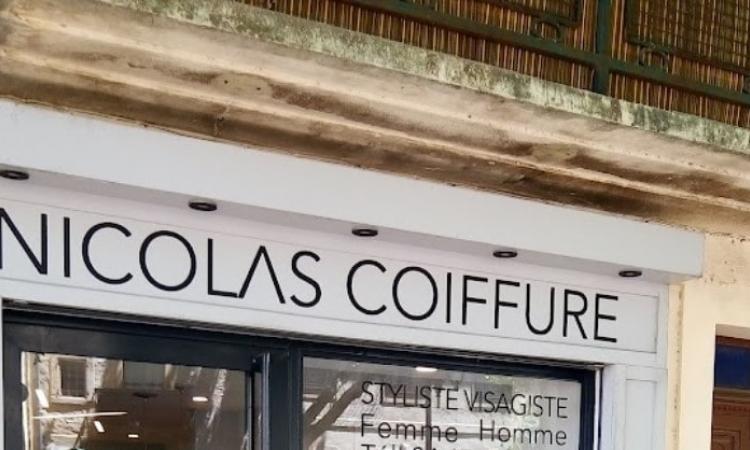 NICOLAS COIFFURE
STYLISTE VISAGISTE
Femme Homme